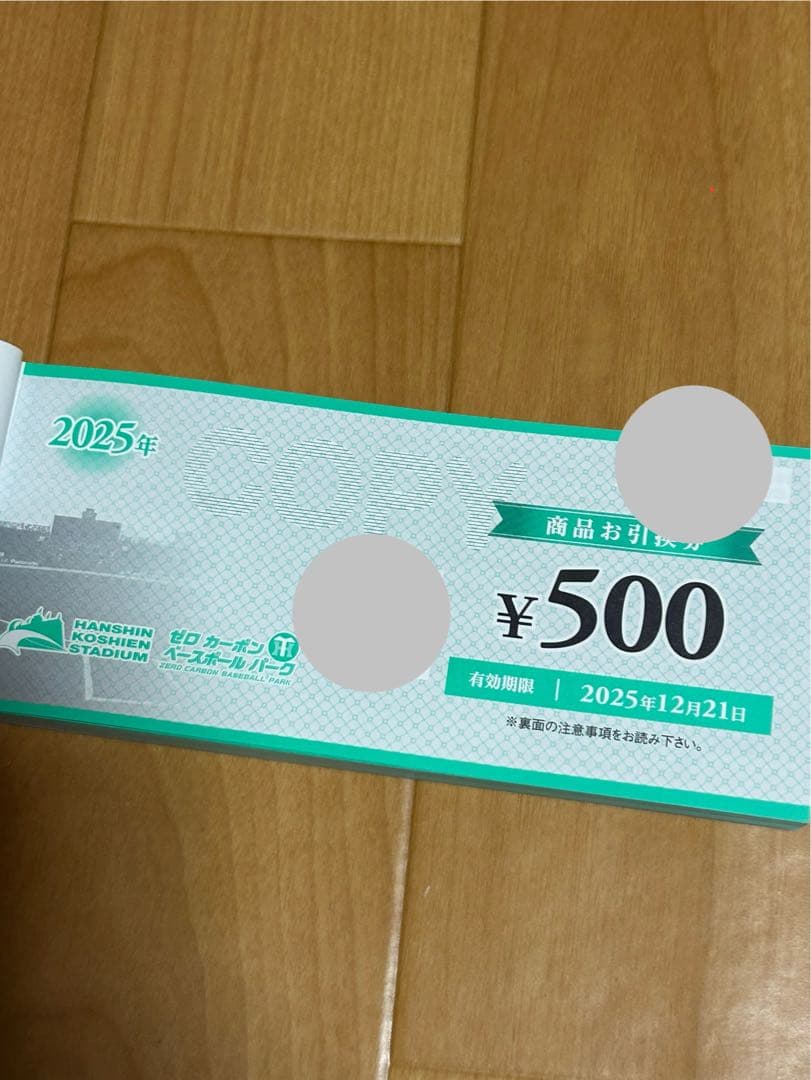 2025年
COPY
商品お引換券
¥500
HANSHIN
KOSHIEN
STADIUM
ゼロ カーボン
ベースボール パーク
ZERO CARBON BASEBALL PARK
有効期限 | 2025年12月21日
※裏面の注意事項をお読み下さい。